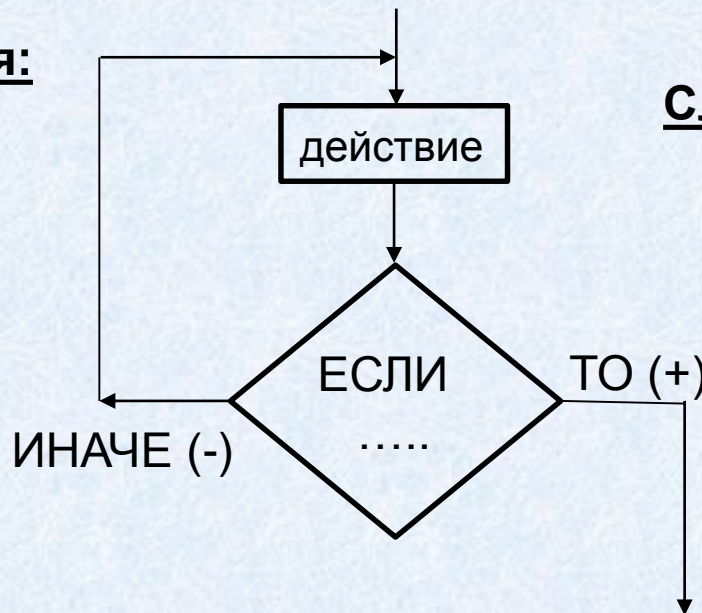 я:
действие
ЕСЛИ
ТО (+)
ИНАЧЕ (-)
.....